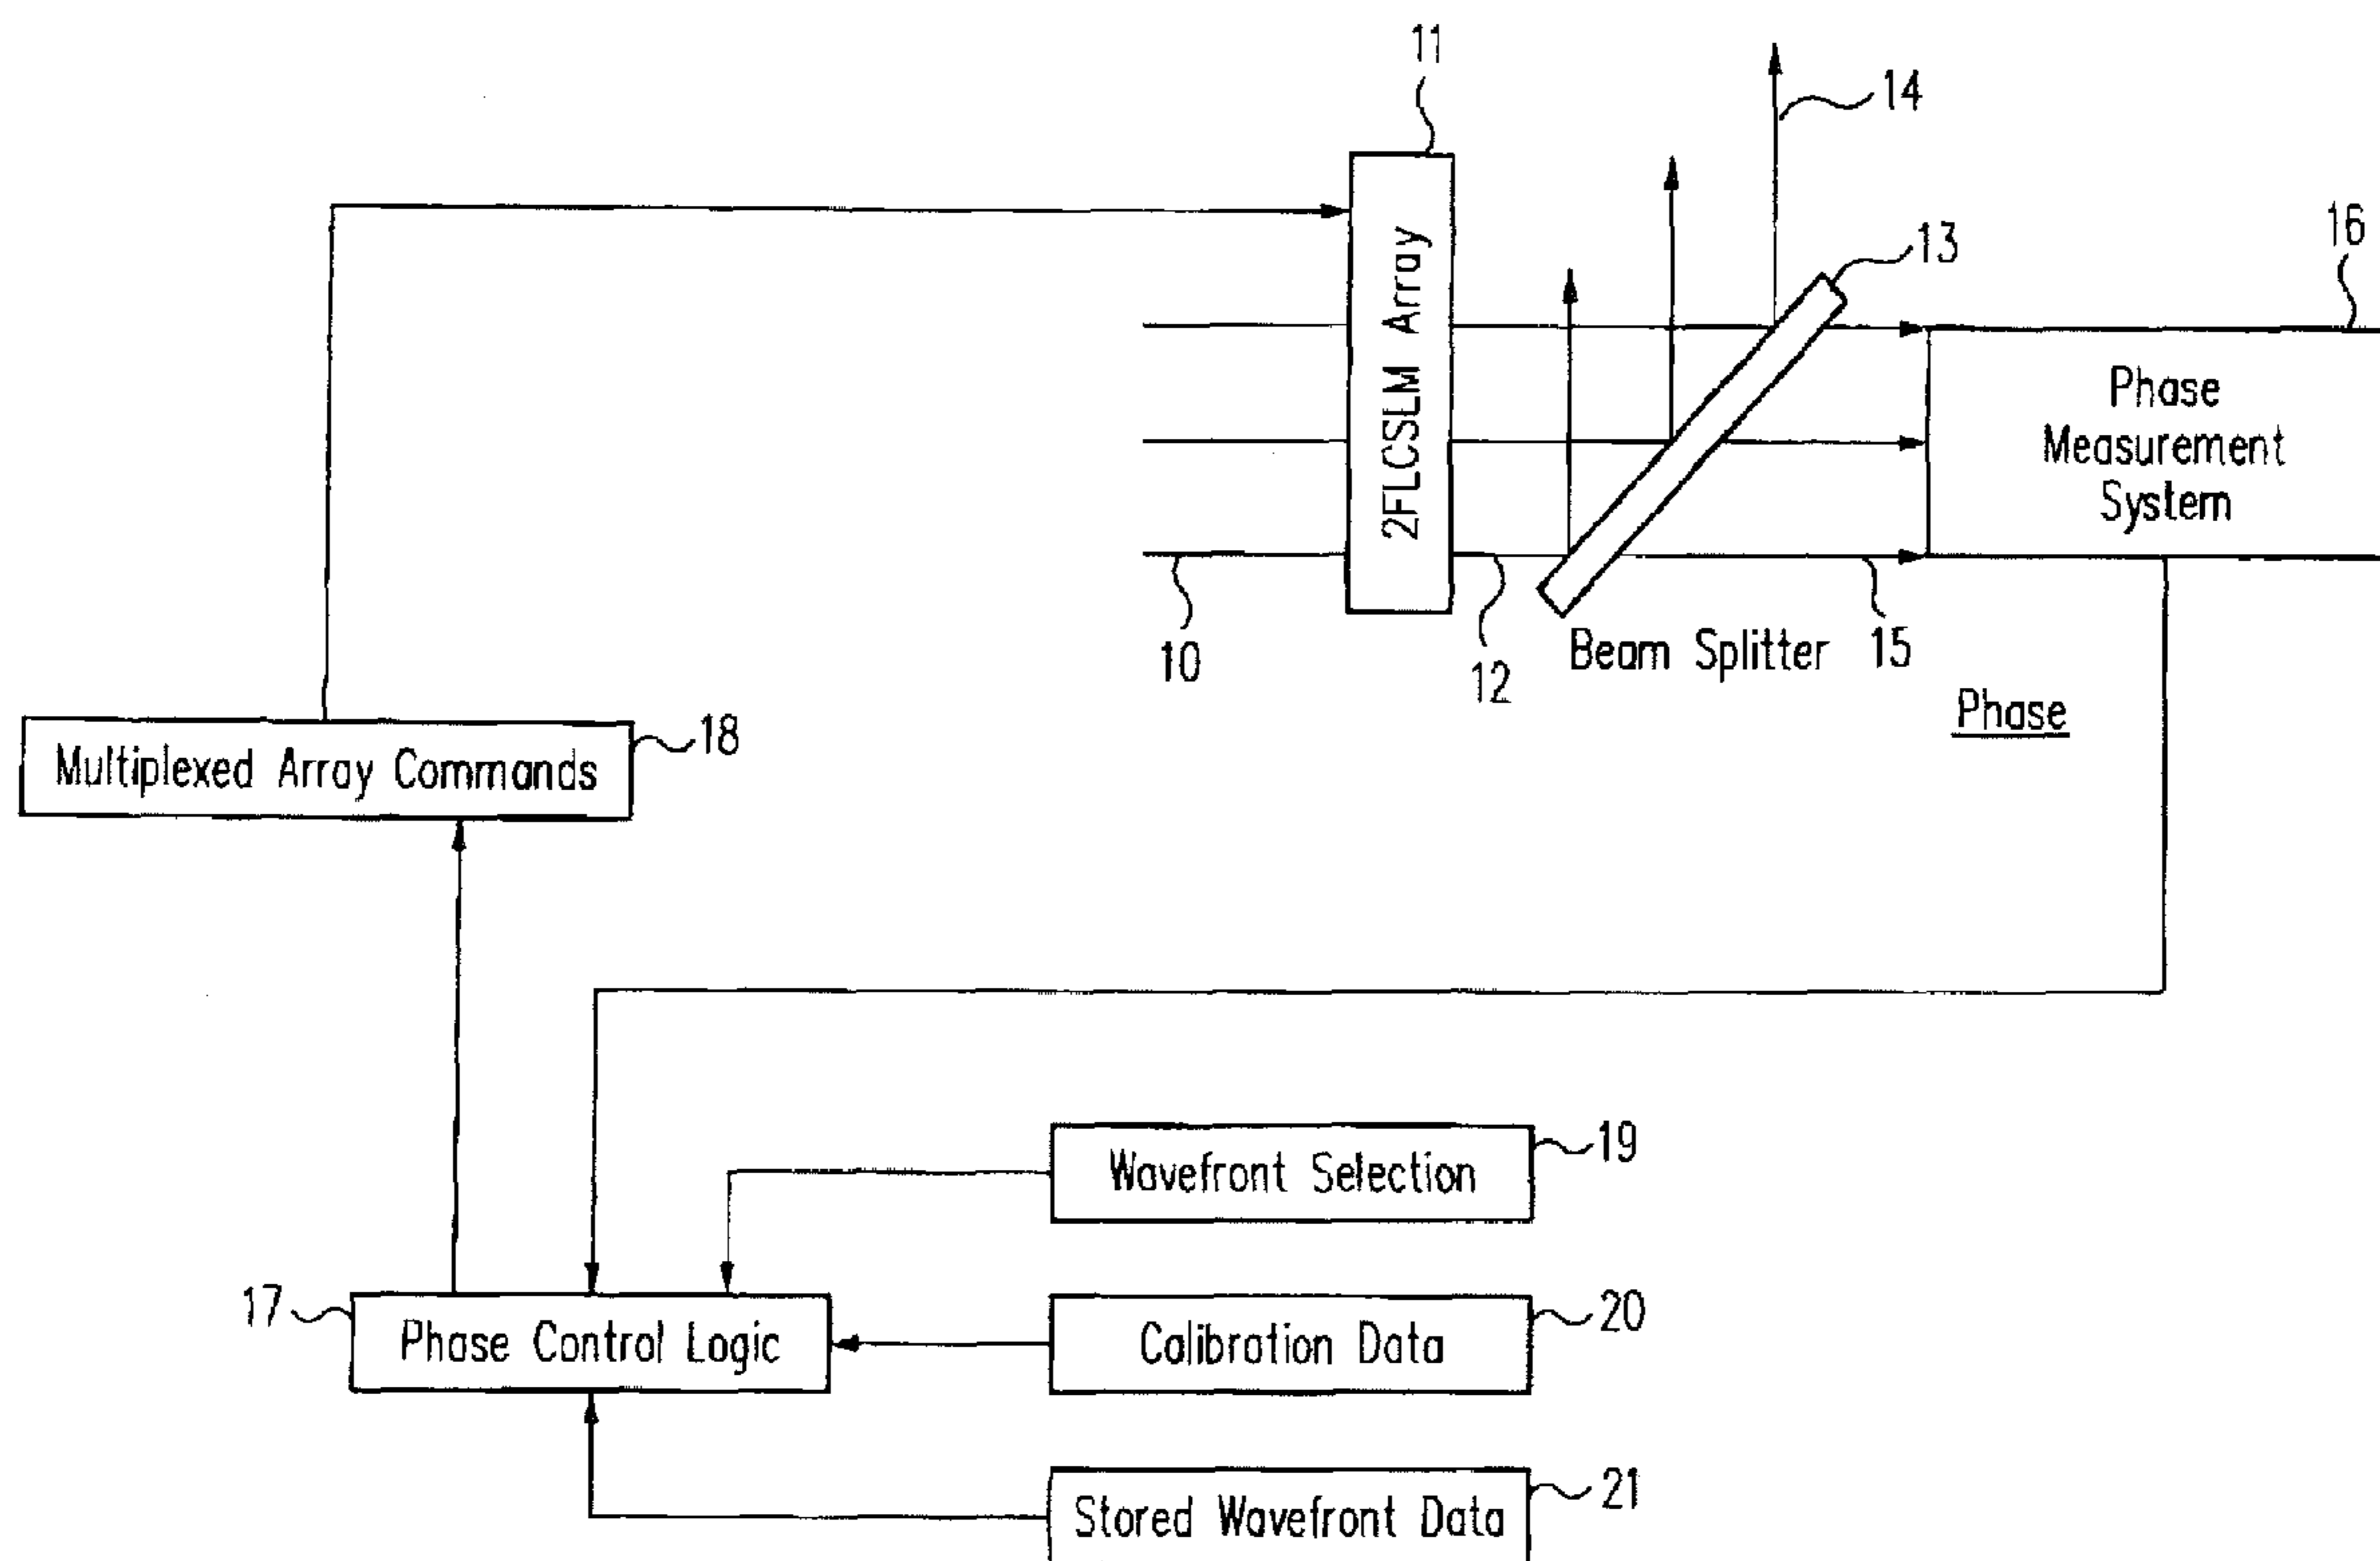 11
14
13
16
2FLCSLM Array
Phase
Measurement
System
10
12
Beam Splitter
15
Phase
18
Multiplexed Array Commands
19
Wavefront Selection
17
Phase Control Logic
20
Calibration Data
21
Stored Wavefront Data